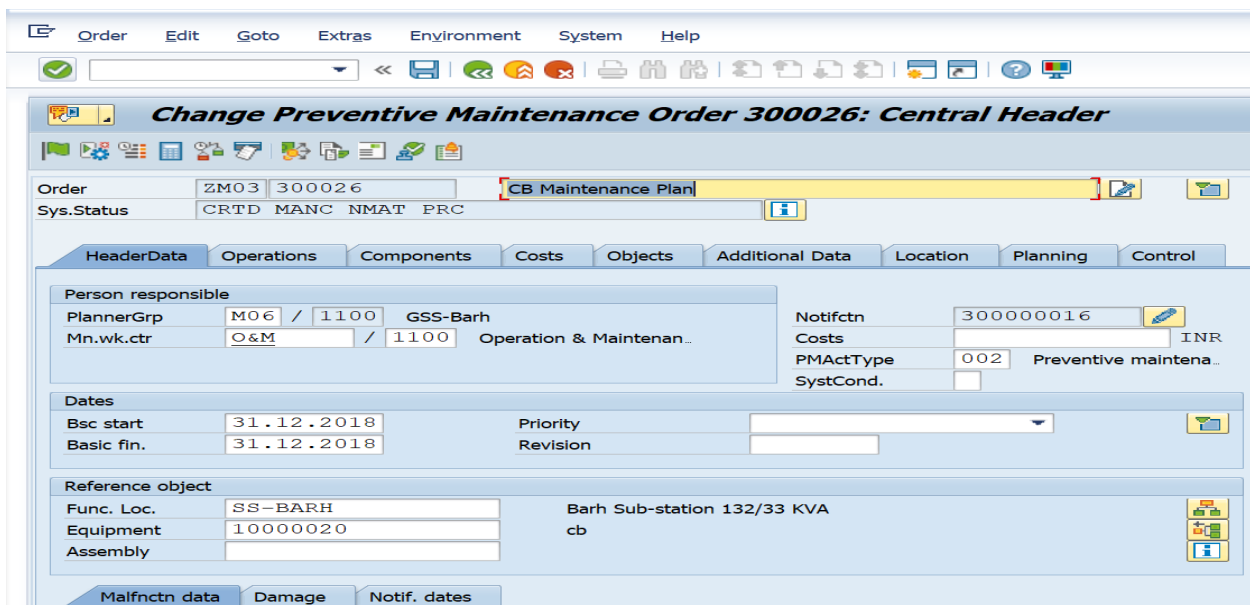 Order Edit Goto Extras Environment System Help
Change Preventive Maintenance Order 300026: Central Header
Order ZM03 300026 CB Maintenance Plan
Sys.Status CRTD MANC NMAT PRC
HeaderData Operations Components Costs Objects Additional Data Location Planning Control
Person responsible
PlannerGrp M06 / 1100 GSS-Barh Notifctn 300000016
Mn.wk.ctr O&M / 1100 Operation & Maintenan… Costs INR
PMActType 002 Preventive maintena…
SystCond.
Dates
Bsc start 31.12.2018 Priority
Basic fin. 31.12.2018 Revision
Reference object
Func. Loc. SS-BARH Barh Sub-station 132/33 KVA
Equipment 10000020 cb
Assembly
Malfnctn data Damage Notif. dates